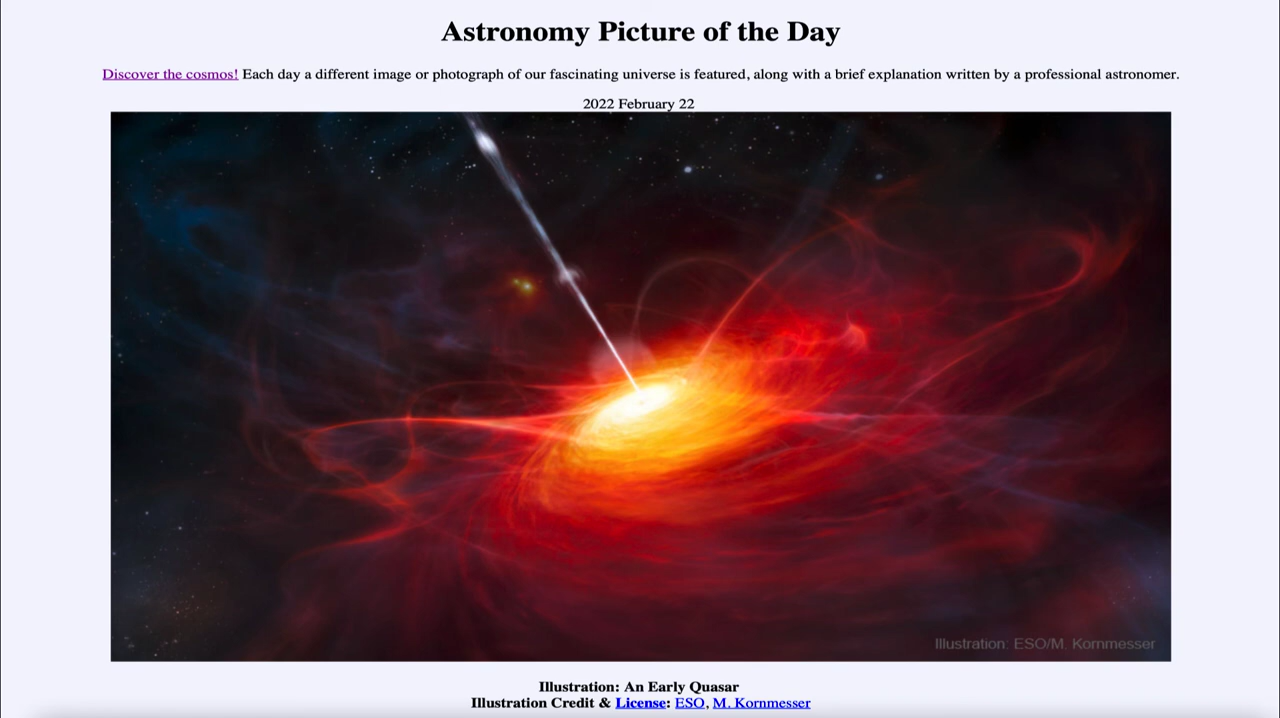 Astronomy Picture of the Day
Discover the cosmos! Each day a different image or photograph of our fascinating universe is featured, along with a brief explanation written by a professional astronomer.
2022 February 22
Illustration: ESO/M. Kornmesser
Illustration: An Early Quasar
Illustration Credit & License: ESO, M. Kornmesser